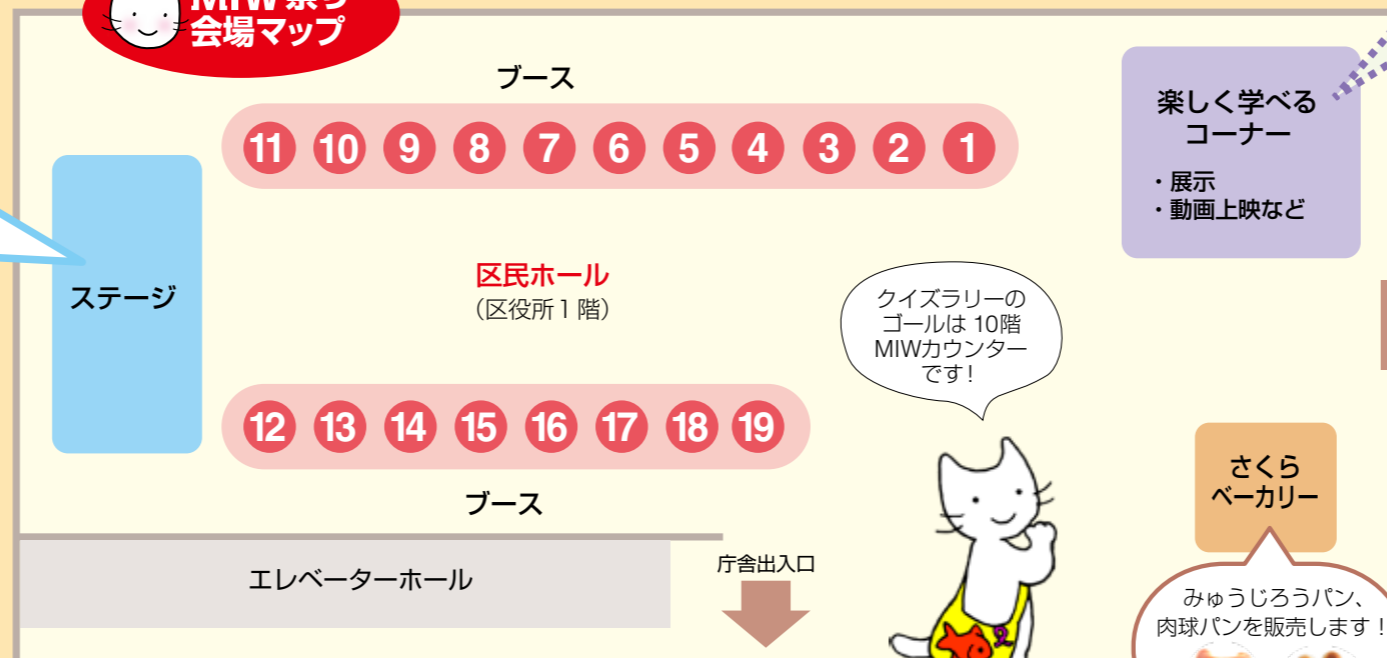 MIW祭り
会場マップ
ブース
11 10 9 8 7 6 5 4 3 2 1
楽しく学べる
コーナー
・展示
・動画上映など
ステージ
区民ホール
（区役所１階）
クイズラリーの
ゴールは 10階
MIWカウンター
です！
12 13 14 15 16 17 18 19
ブース
さくら
ベーカリー
エレベーターホール
庁舎出入口
みゅうじろうパン、
肉球パンを販売します！